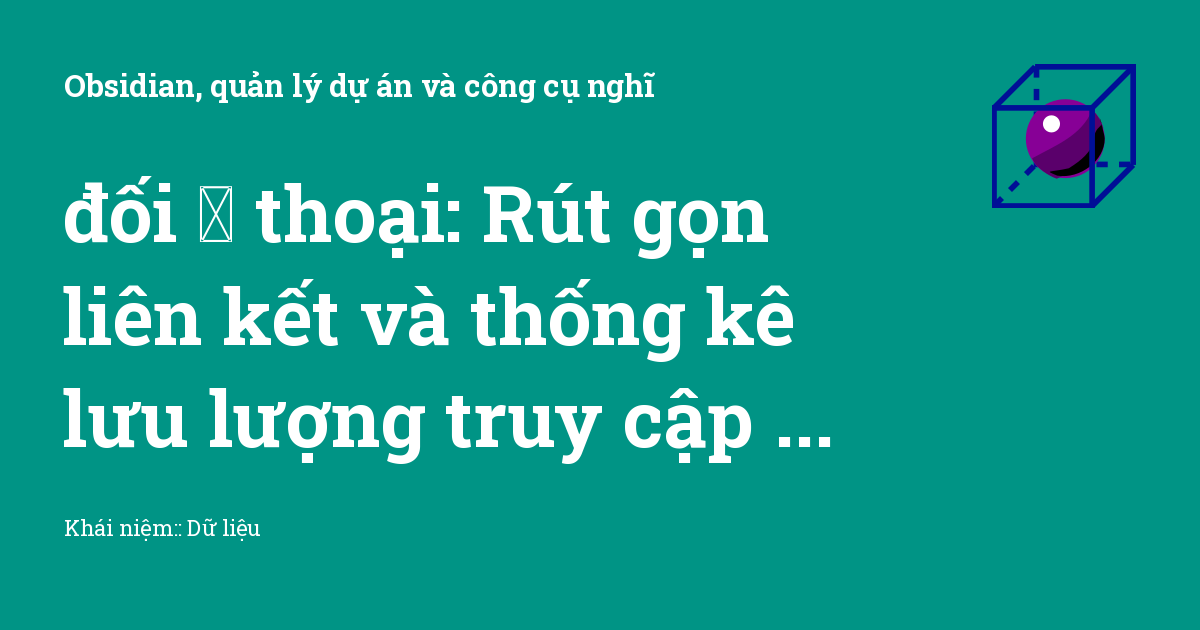 Obsidian, quản lý dự án và công cụ nghĩ
đối thoại: Rút gọn
liên kết và thống kê
lưu lượng truy cập ...
Khái niệm:: Dữ liệu